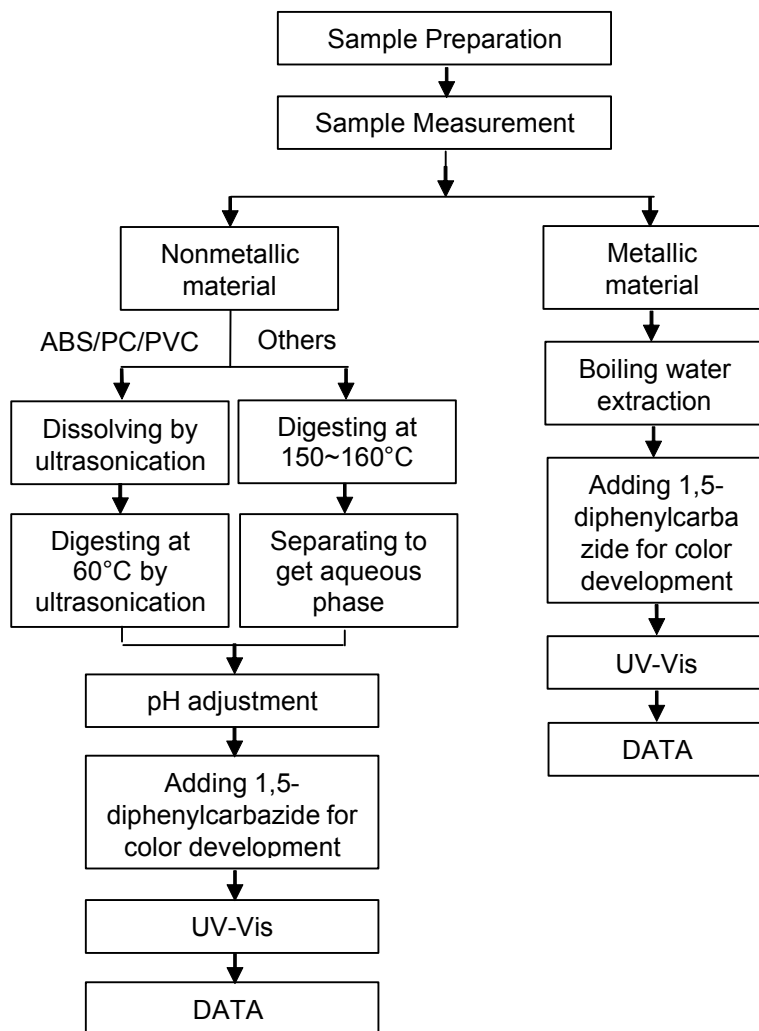 Sample Preparation
Sample Measurement
Nonmetallic
material
ABS/PC/PVC
Others
Dissolving by
ultrasonication
Digesting at
150~160°C
Digesting at
60°C by
ultrasonication
Separating to
get aqueous
phase
pH adjustment
Adding 1,5-
diphenylcarbazide for
color development
UV-Vis
DATA
Metallic
material
Boiling water
extraction
Adding 1,5-
diphenylcarba
zide for color
development
UV-Vis
DATA